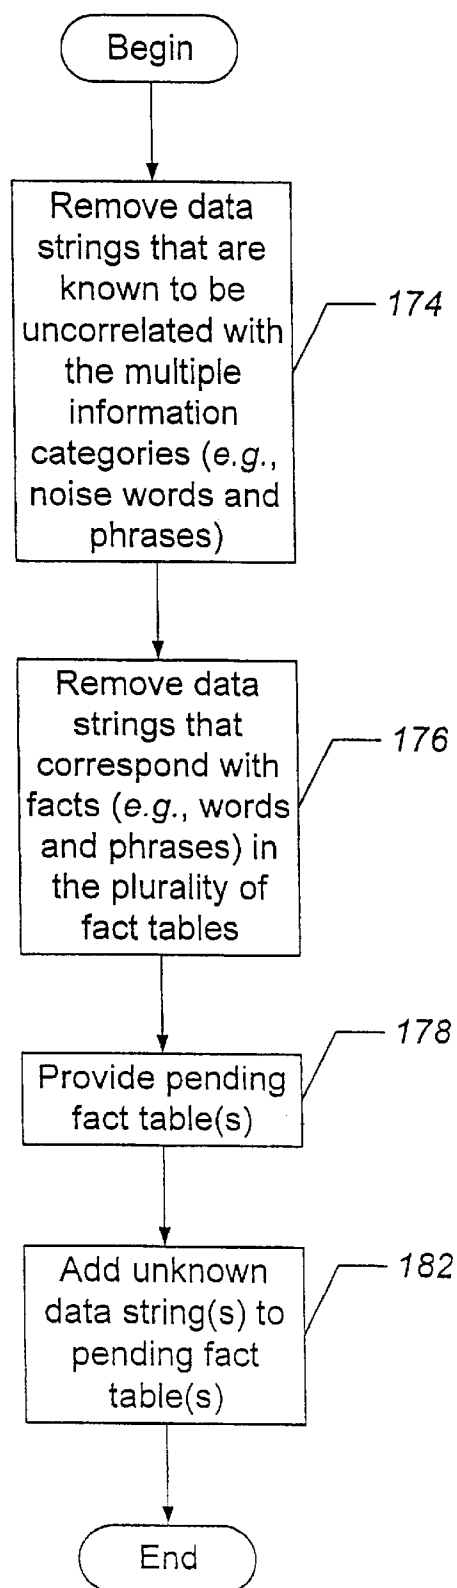 Begin
Remove data
strings that are
known to be
uncorrelated with
the multiple
information
categories (e.g.,
noise words and
phrases)
174
Remove data
strings that
correspond with
facts (e.g., words
and phrases) in
the plurality of
fact tables
176
Provide pending
fact table(s)
178
Add unknown
data string(s) to
pending fact
table(s)
182
End